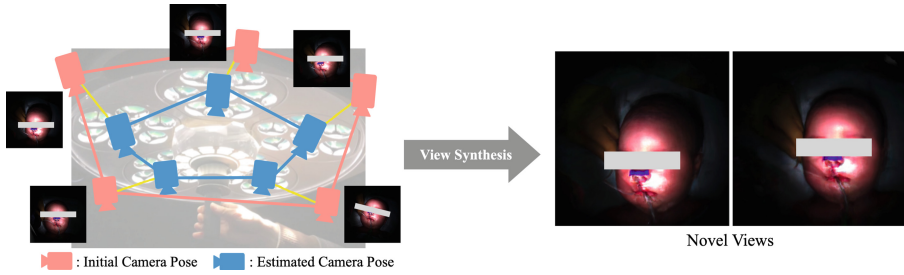 View Synthesis
Novel Views
: Initial Camera Pose : Estimated Camera Pose